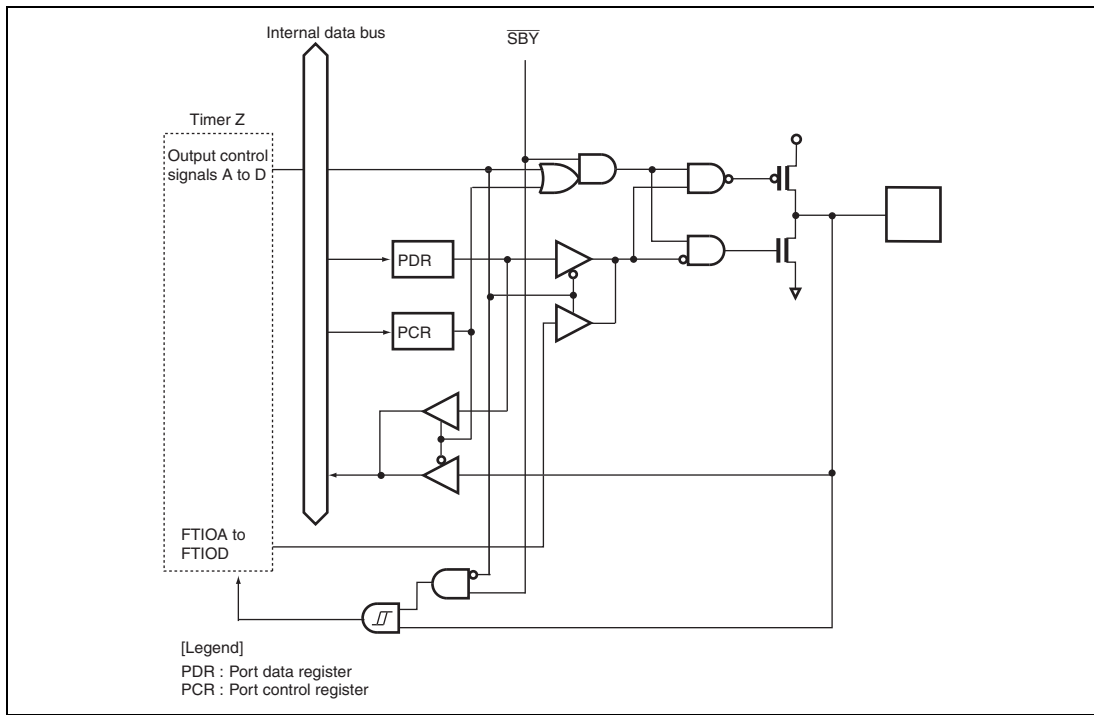 Internal data bus
SBY
Timer Z
Output control
signals A to D
PDR
PCR
FTIOA to
FTIOD
[Legend]
PDR : Port data register
PCR : Port control register